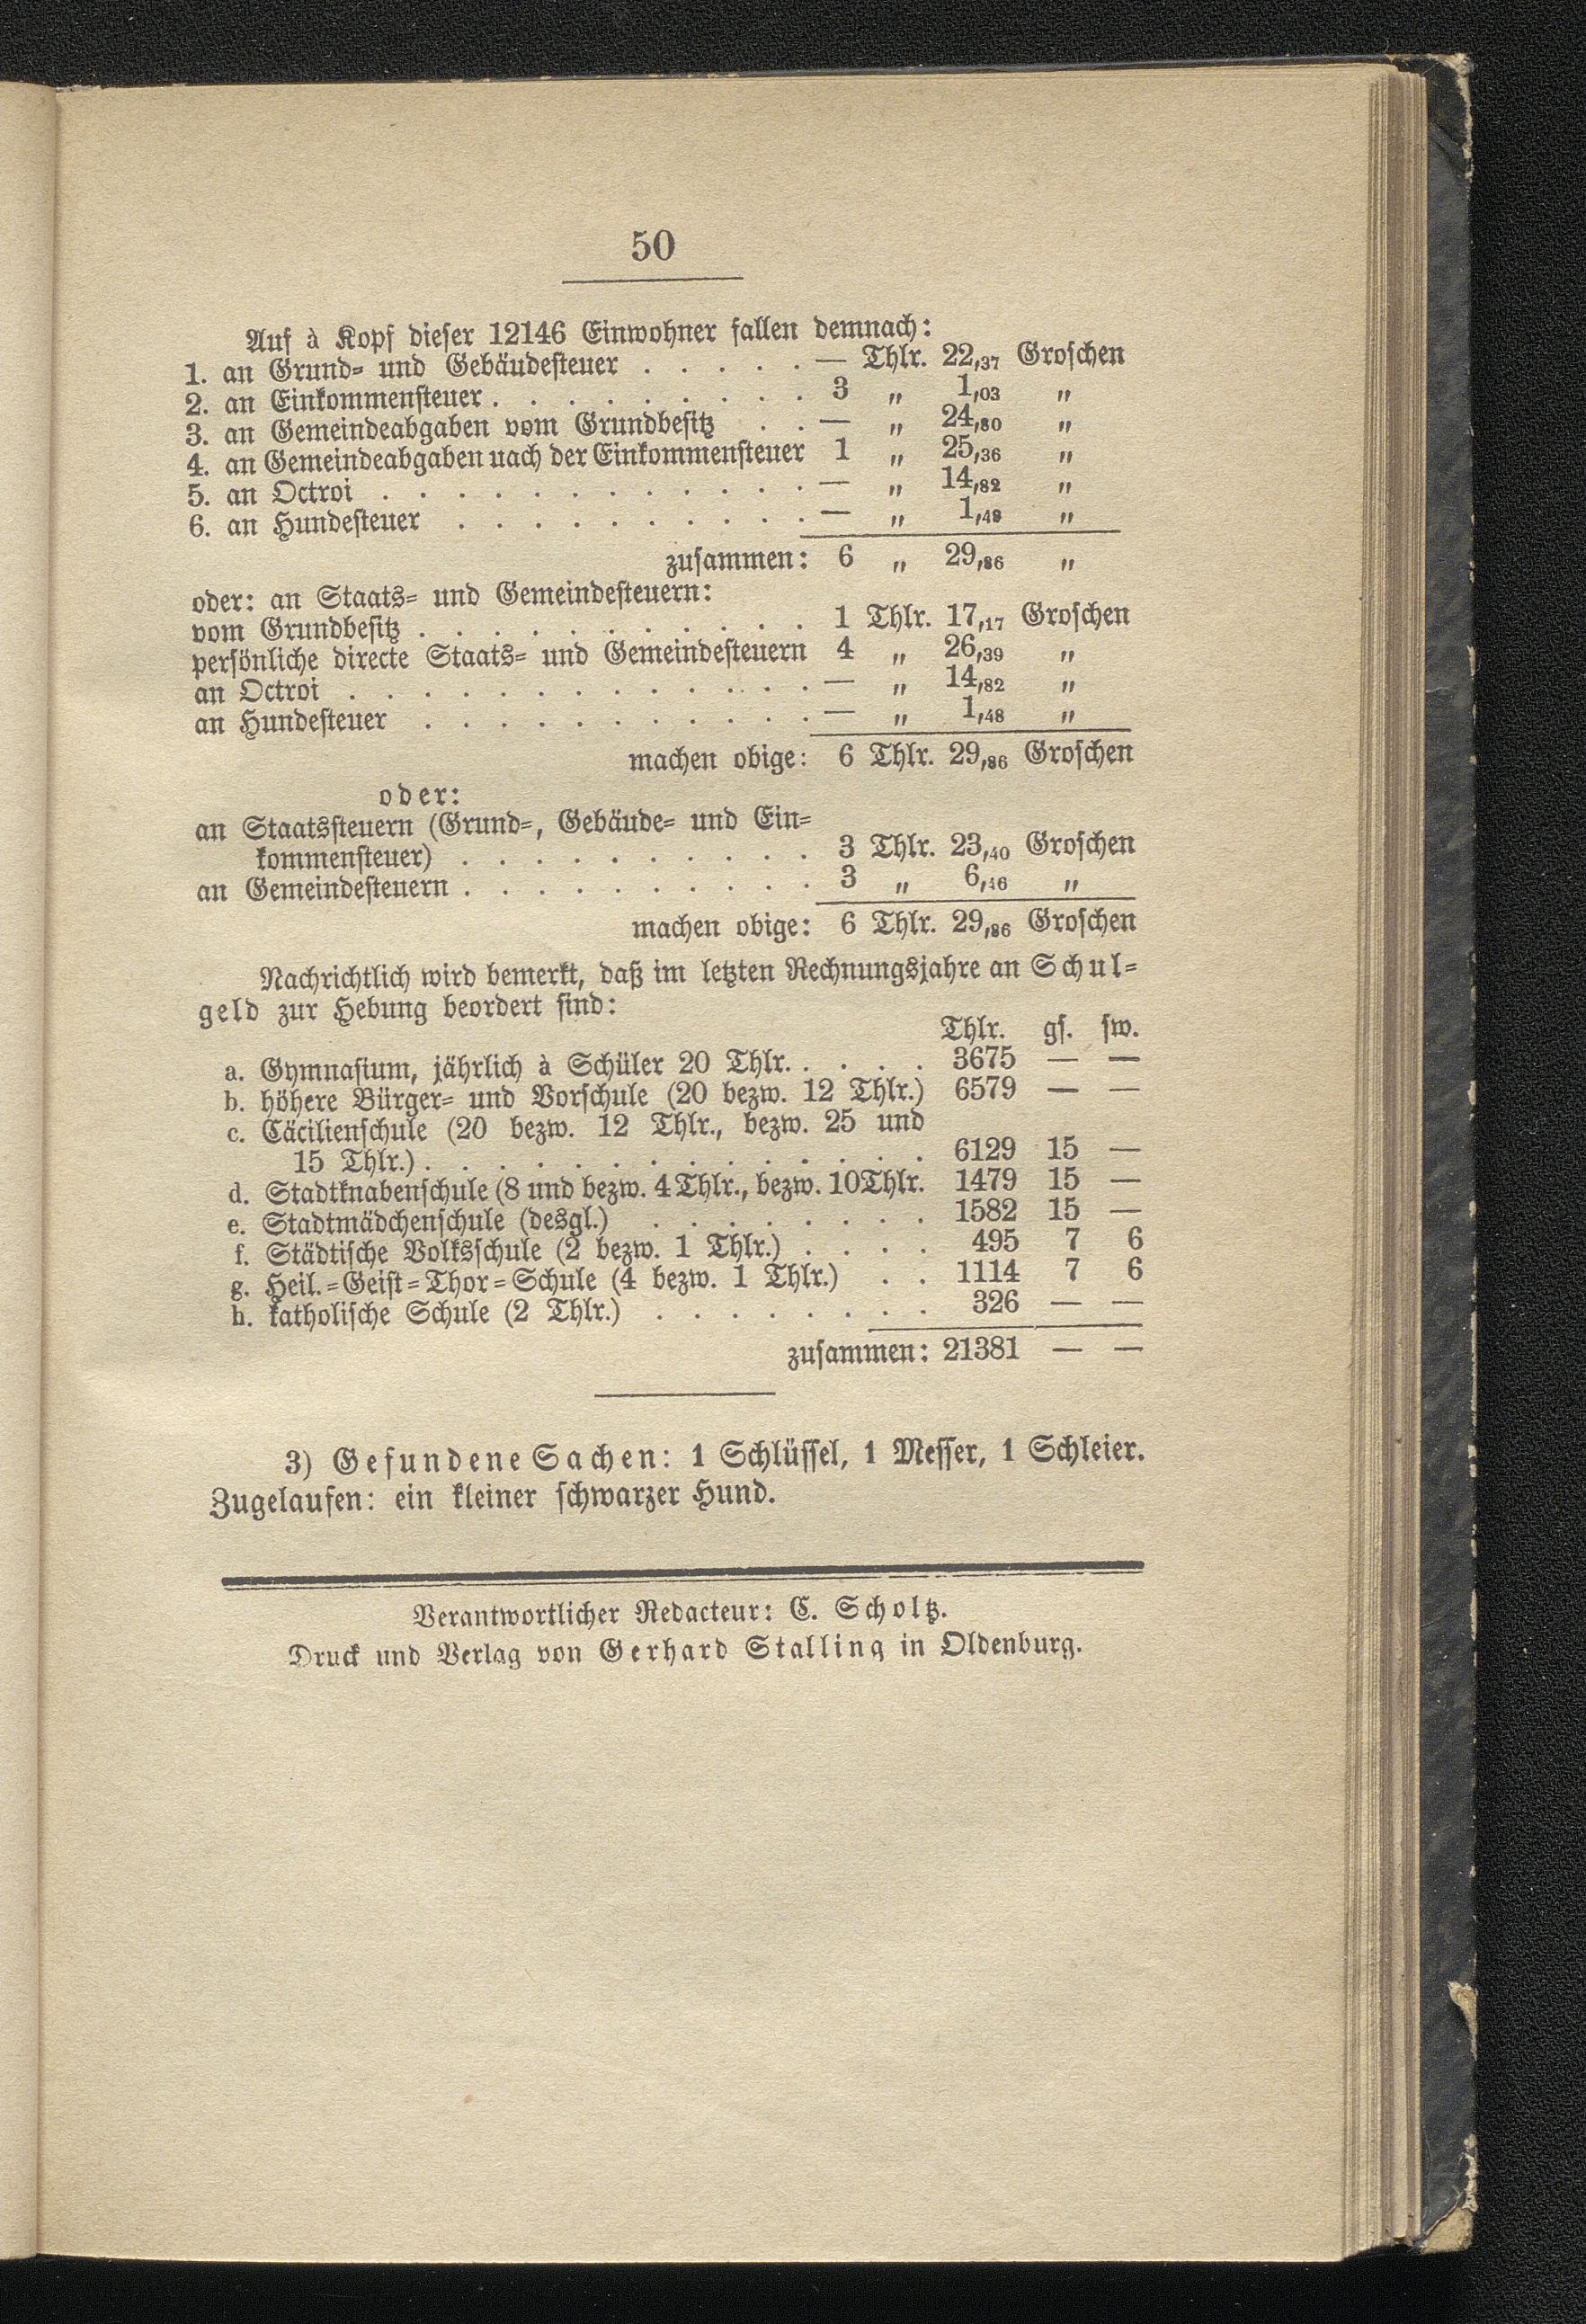 50
Auf à Kopf dieser 12146 Einwohner fallen demnach:
1. an Grund- und Gebäudesteuer . . . . . — Thlr. 22,37 Groschen
2. an Einkommensteuer . . . . . . . . . 3 „ 1,03 „
3. an Gemeindeabgaben vom Grundbesitz . . — „ 24,80 „
4. an Gemeindeabgaben uach der Einkommensteuer 1 „ 25,36 „
5. an Octroi . . . . . . . . . . . . — „ 14,82 „
6. an Hundesteuer . . . . . . . . . . — „ 1,48 „
zusammen: 6 „ 29,86 „
oder: an Staats- und Gemeindesteuern:
vom Grundbesitz . . . . . . . . . . . 1 Thlr. 17,17 Groschen
persönliche directe Staats- und Gemeindesteuern 4 „ 26,39 „
an Octroi . . . . . . . . . . . . . — „ 14,82 „
an Hundesteuer . . . . . . . . . . . — „ 1,48 „
machen obige: 6 Thlr. 29,86 Groschen
oder:
an Staatssteuern (Grund-, Gebäude- und Ein-
kommensteuer) . . . . . . . . . . 3 Thlr. 23,40 Groschen
an Gemeindesteuern . . . . . . . . . . 3 „ 6,46 „
machen obige: 6 Thlr. 29,86 Groschen
Nachrichtlich wird bemerkt, daß im letzten Rechnungsjahre an Schul-
geld zur Hebung beordert sind:
Thlr. gs. sw.
a. Gymnasium, jährlich à Schüler 20 Thlr. . . . . 3675 — —
b. höhere Bürger- und Vorschule (20 bezw. 12 Thlr.) 6579 — —
c. Cäcilienschule (20 bezw. 12 Thlr., bezw. 25 und
15 Thlr.) . . . . . . . . . . . . . . 6129 15 —
d. Stadtknabenschule (8 und bezw. 4 Thlr., bezw. 10 Thlr. 1479 15 —
e. Stadtmädchenschule (desgl.) . . . . . . . . 1582 15 —
f. Städtische Volksschule (2 bezw. 1 Thlr.) . . . . 495 7 6
g. Heil.-Geist-Thor-Schule (4 bezw. 1 Thlr.) . . 1114 7 6
h. katholische Schule (2 Thlr.) . . . . . . . . 326 — —
zusammen: 21381 — —
3) Gefundene Sachen: 1 Schlüssel, 1 Messer, 1 Schleier.
Zugelaufen: ein kleiner schwarzer Hund.
Verantwortlicher Redacteur: C. Scholtz.
Druck und Verlag von Gerhard Stalling in Oldenburg.